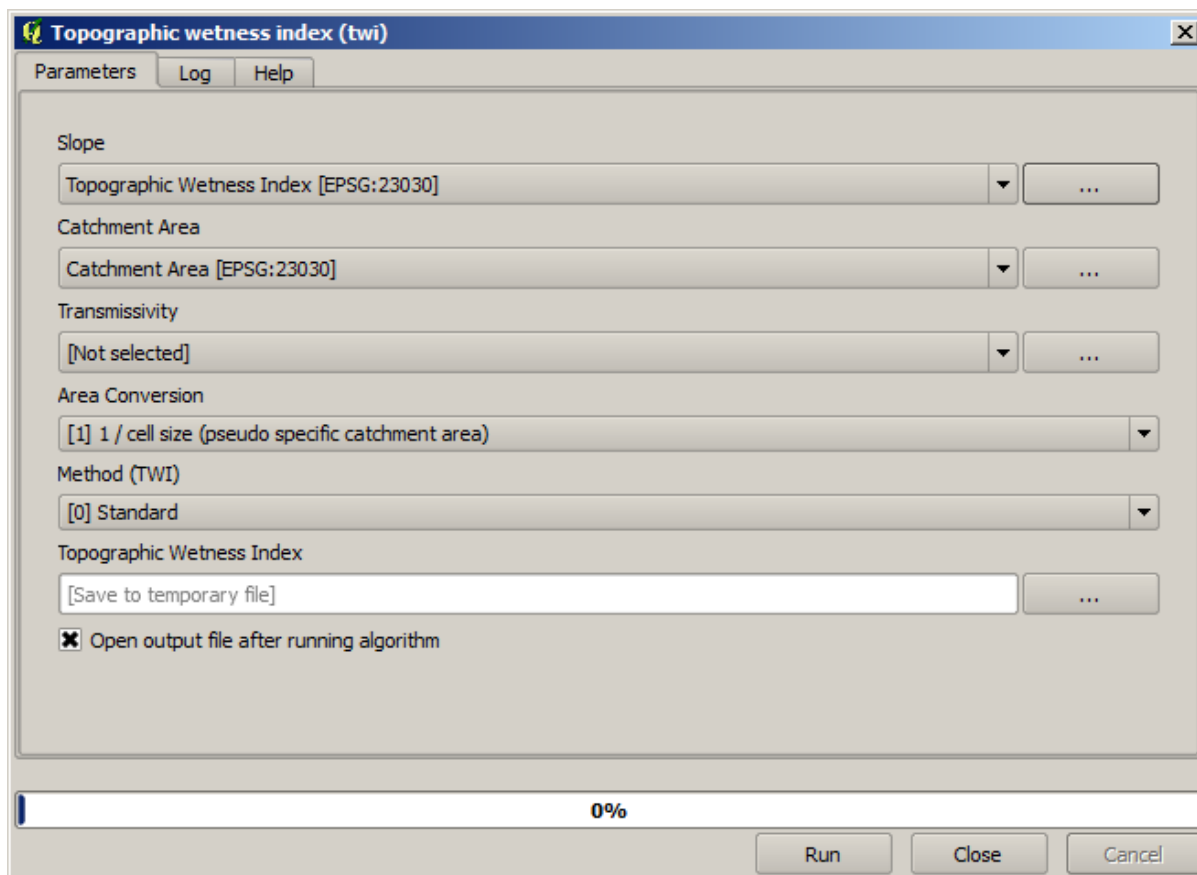 Topographic wetness index (twi)
Parameters Log Help
Slope
Topographic Wetness Index [EPSG:23030]
...
Catchment Area
Catchment Area [EPSG:23030]
...
Transmissivity
[Not selected]
...
Area Conversion
[1] 1 / cell size (pseudo specific catchment area)
Method (TWI)
[0] Standard
Topographic Wetness Index
[Save to temporary file]
...
Open output file after running algorithm
0%
Run Close Cancel